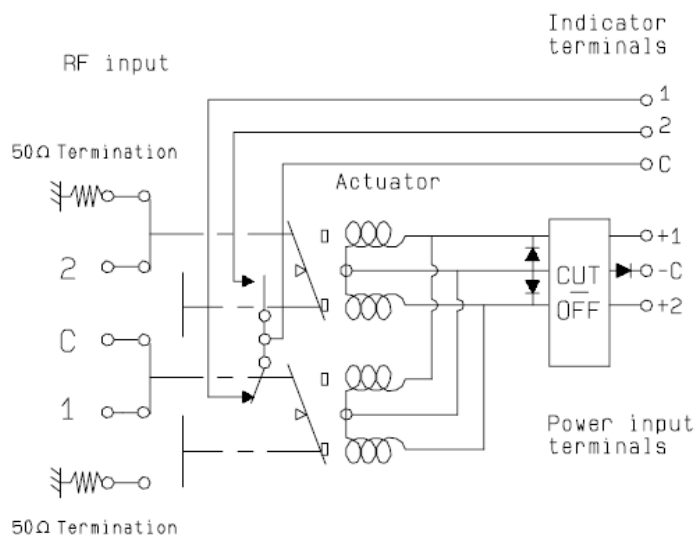 Indicator
terminals
RF input
1
2
50Ω Termination
C
Actuator
+1
2
CUT
-C
OFF
+2
C
1
Power input
terminals
50Ω Termination